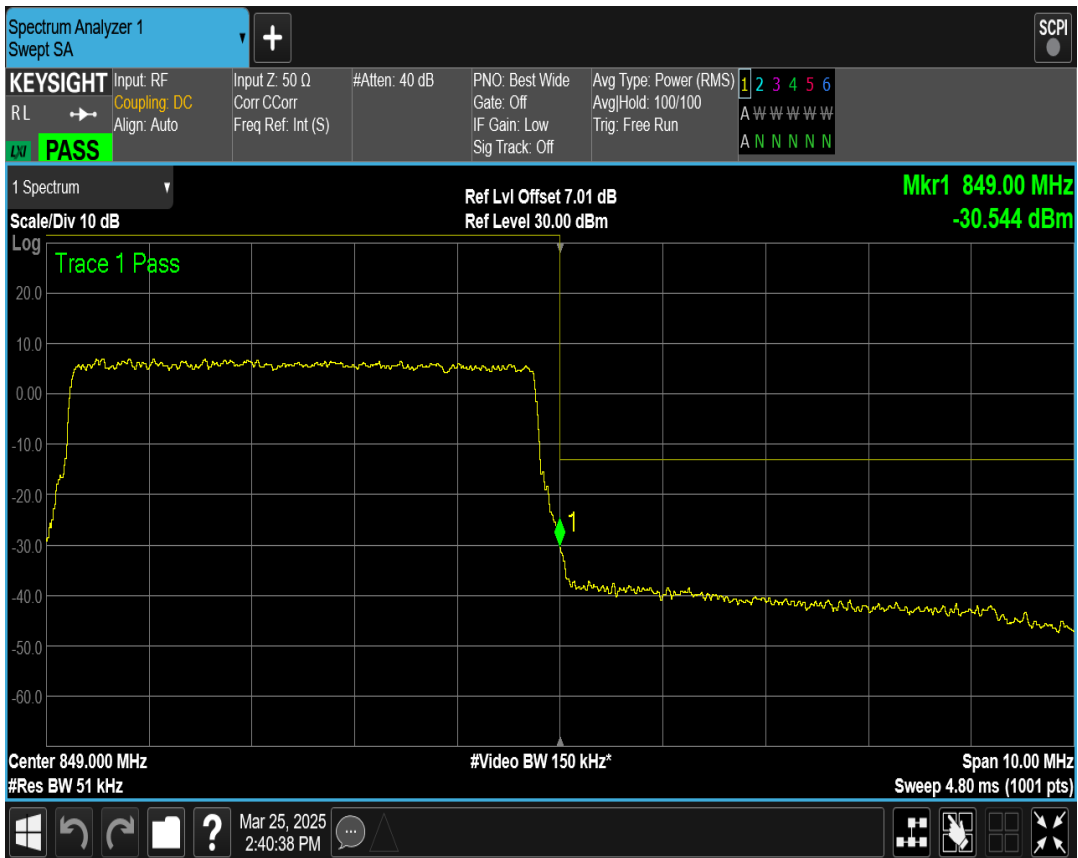 Spectrum Analyzer 1
Swept SA
SCPI
KEYSIGHT
R L
LXI PASS
Input: RF
Coupling: DC
Align: Auto
Input Z: 50 Ω
Corr CCorr
Freq Ref: Int (S)
#Atten: 40 dB
PNO: Best Wide
Gate: Off
IF Gain: Low
Sig Track: Off
Avg Type: Power (RMS)
Avg|Hold: 100/100
Trig: Free Run
1 2 3 4 5 6
A W W W W W
A N N N N N
1 Spectrum
Scale/Div 10 dB
Ref Lvl Offset 7.01 dB
Ref Level 30.00 dBm
Mkr1 849.00 MHz
-30.544 dBm
Log
Trace 1 Pass
20.0
10.0
0.00
-10.0
-20.0
1
-30.0
-40.0
-50.0
-60.0
Center 849.000 MHz
#Res BW 51 kHz
#Video BW 150 kHz*
Span 10.00 MHz
Sweep 4.80 ms (1001 pts)
?
Mar 25, 2025
2:40:38 PM